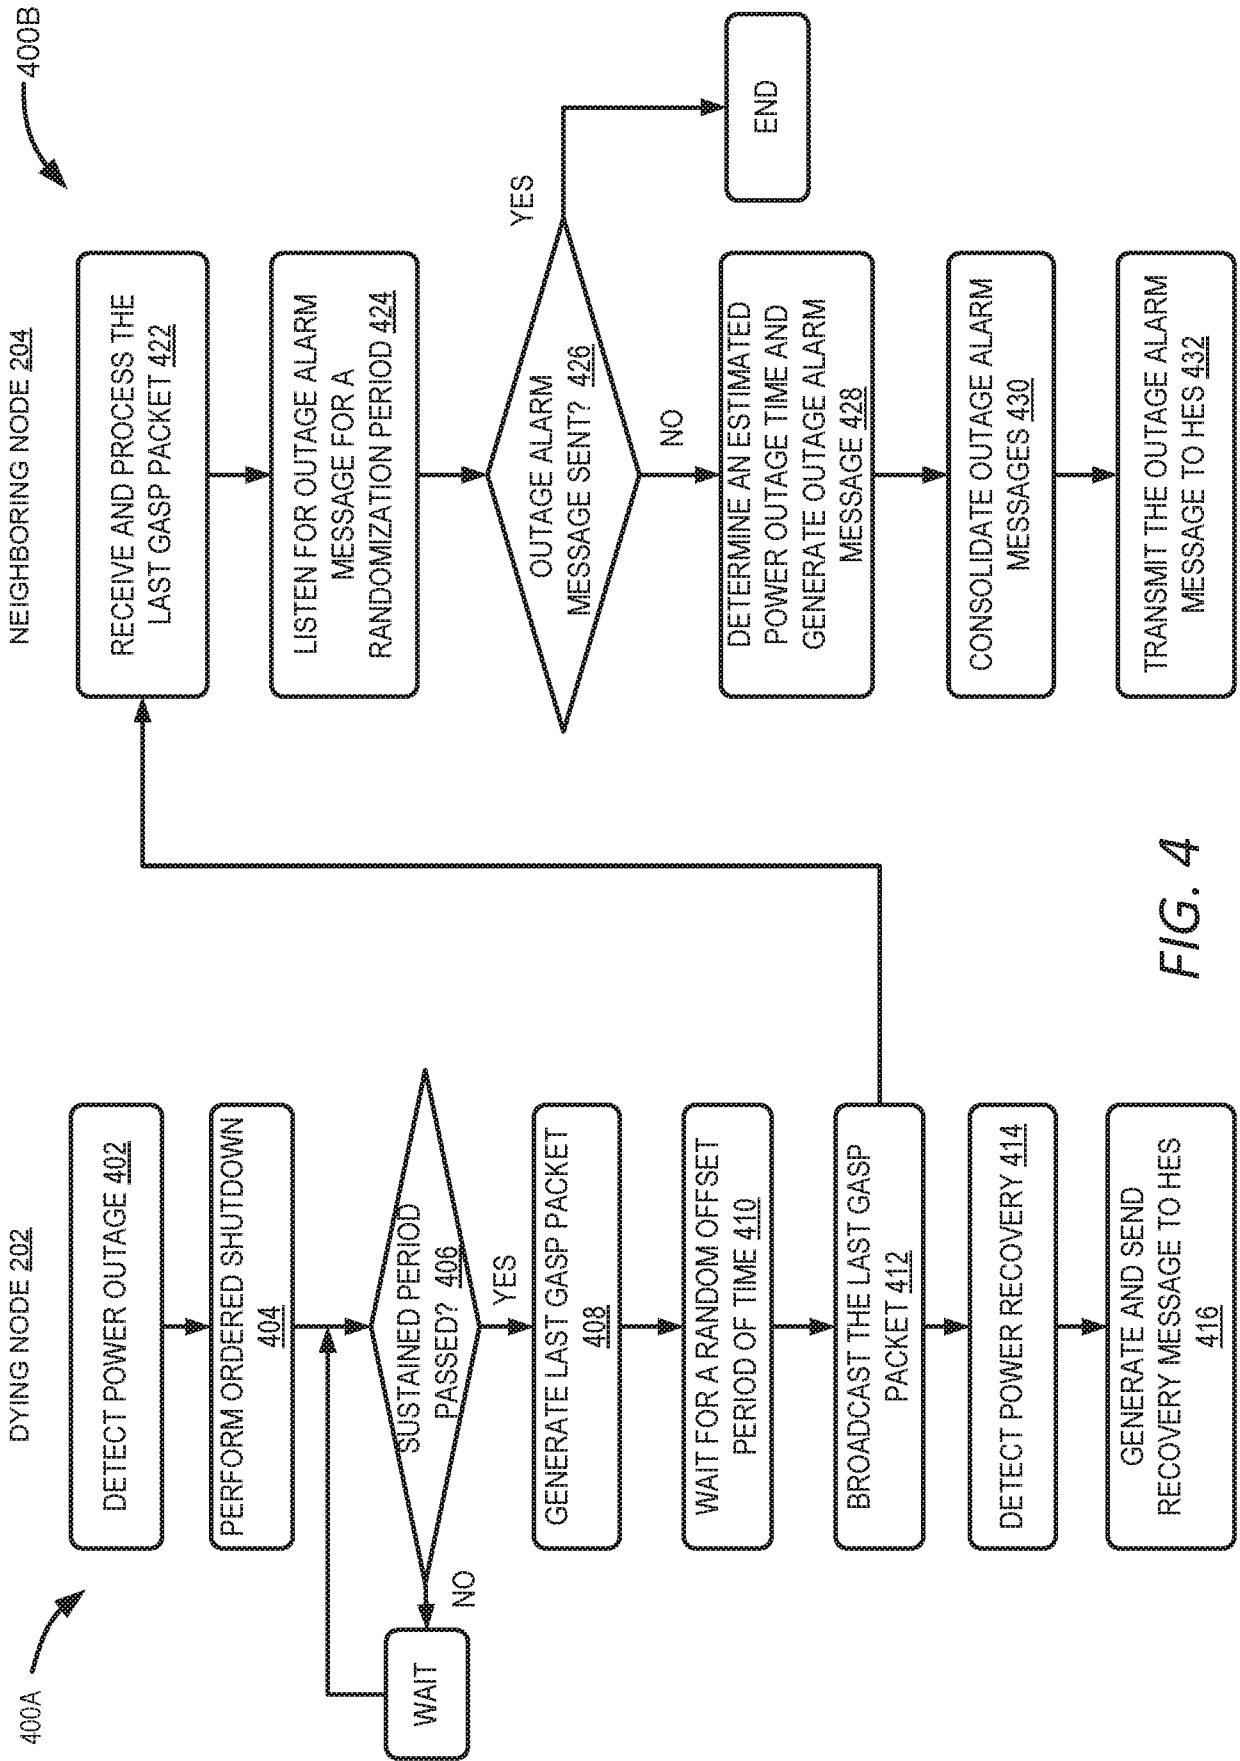 400A
DYING NODE 202
DETECT POWER OUTAGE 402
PERFORM ORDERED SHUTDOWN
404
SUSTAINED PERIOD
PASSED? 406
NO
WAIT
YES
GENERATE LAST GASP PACKET
408
WAIT FOR A RANDOM OFFSET
PERIOD OF TIME 410
BROADCAST THE LAST GASP
PACKET 412
DETECT POWER RECOVERY 414
GENERATE AND SEND
RECOVERY MESSAGE TO HES
416
400B
NEIGHBORING NODE 204
RECEIVE AND PROCESS THE
LAST GASP PACKET 422
LISTEN FOR OUTAGE ALARM
MESSAGE FOR A
RANDOMIZATION PERIOD 424
OUTAGE ALARM
MESSAGE SENT? 426
YES
END
NO
DETERMINE AN ESTIMATED
POWER OUTAGE TIME AND
GENERATE OUTAGE ALARM
MESSAGE 428
CONSOLIDATE OUTAGE ALARM
MESSAGES 430
TRANSMIT THE OUTAGE ALARM
MESSAGE TO HES 432
FIG. 4